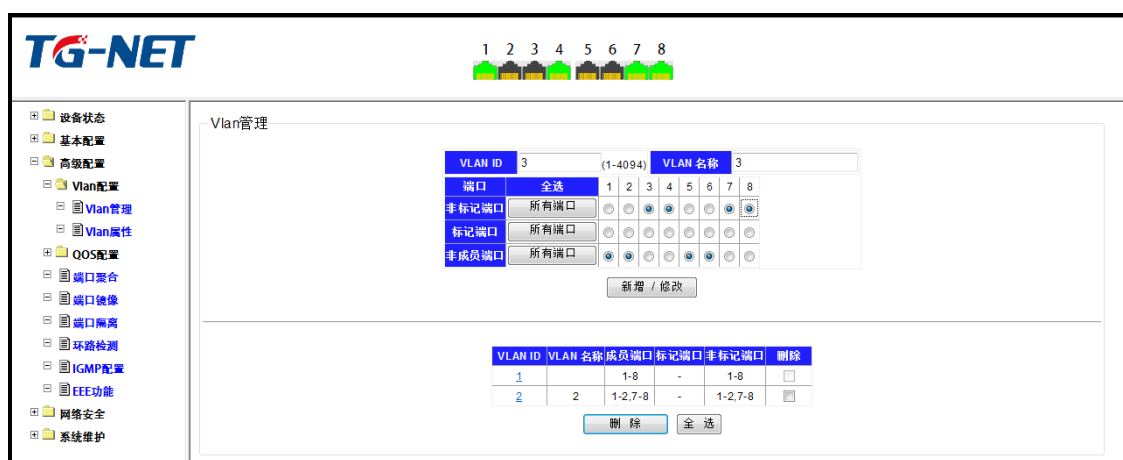 TG-NET
1 2 3 4 5 6 7 8
设备状态
基本配置
高级配置
Vlan配置
Vlan管理
Vlan属性
QOS配置
端口聚合
端口镜像
端口隔离
环路检测
IGMP配置
EEE功能
网络安全
系统维护
Vlan管理
VLAN ID 3 (1-4094) VLAN 名称 3
端口 全选 1 2 3 4 5 6 7 8
非标记端口 所有端口
标记端口 所有端口
非成员端口 所有端口
新增 / 修改
VLAN ID VLAN 名称 成员端口 标记端口 非标记端口 删除
1 1-8 - 1-8
2 2 1-2,7-8 - 1-2,7-8
删 除 全 选